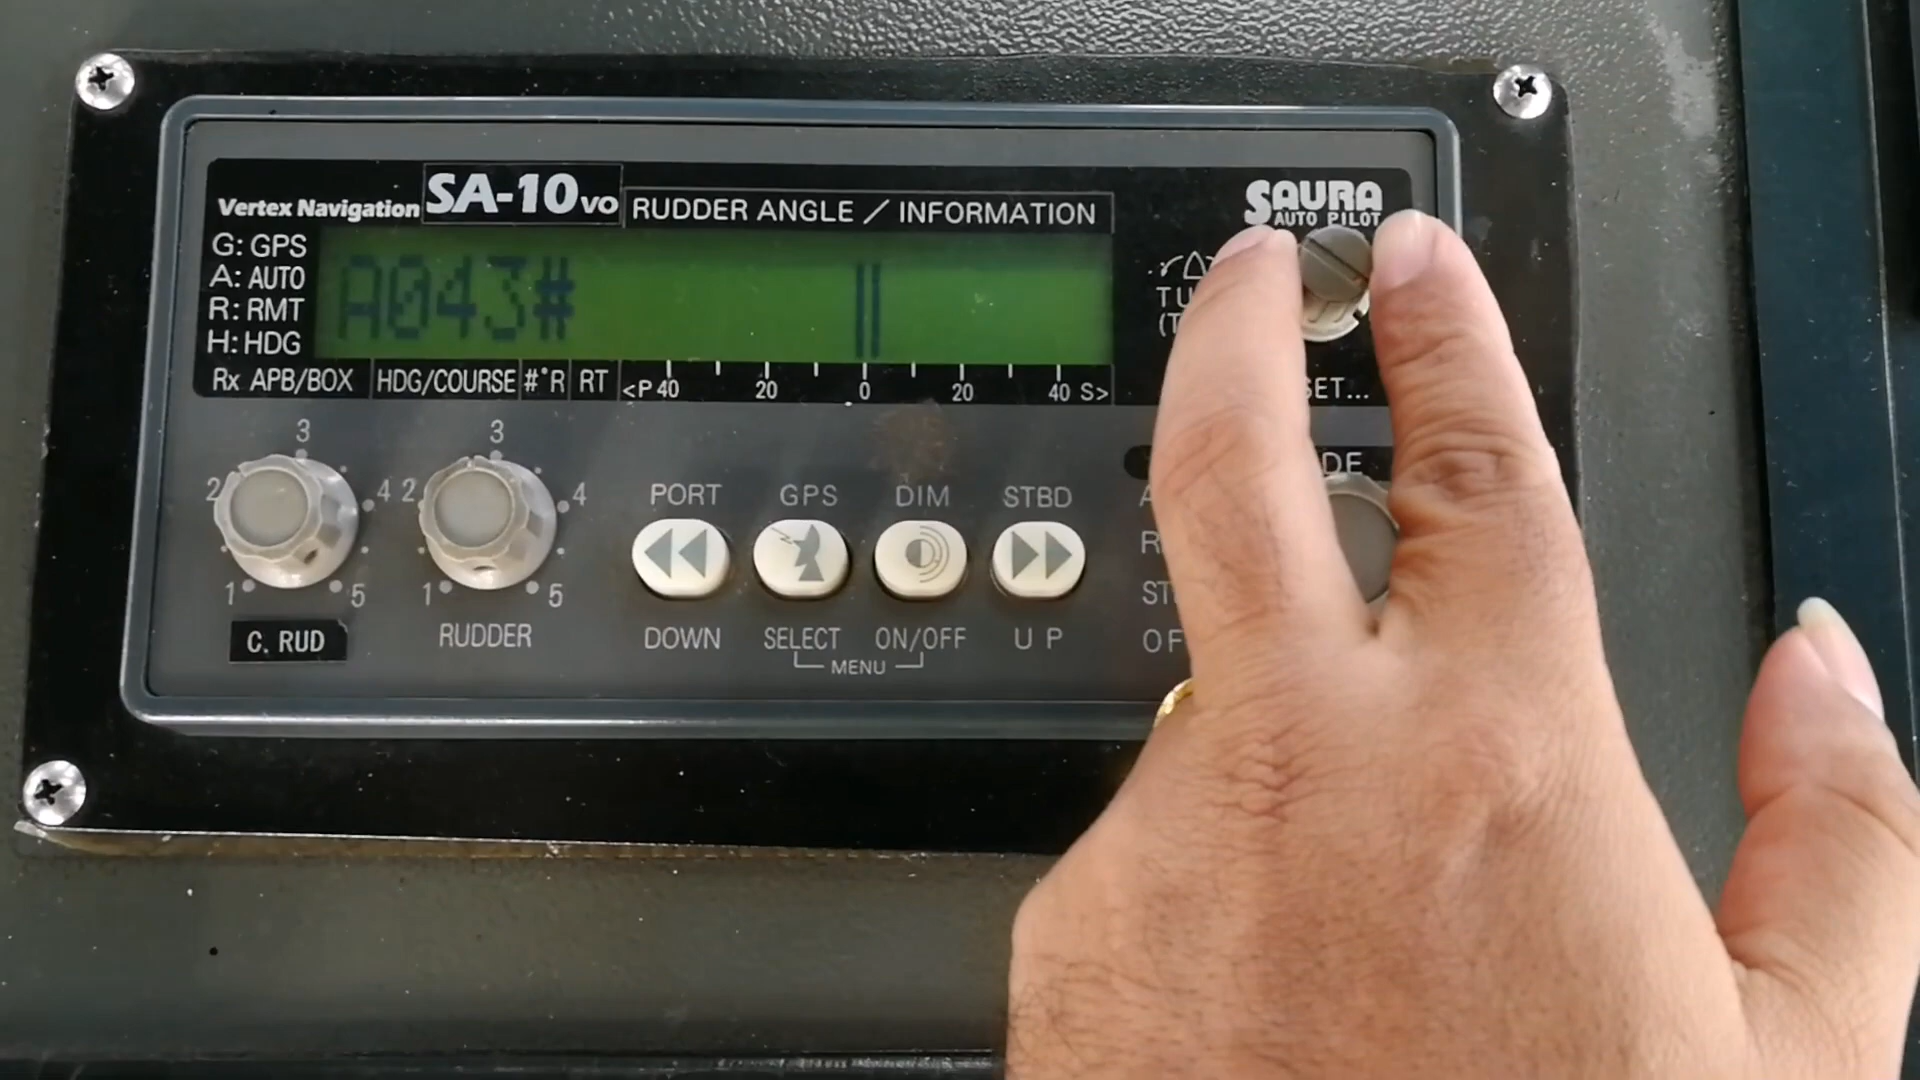 SAURA
AUTO PILOT
Vertex Navigation SA-10VO RUDDER ANGLE / INFORMATION
G: GPS
A: AUTO
R: RMT
H: HDG
A043#
Rx APB/BOX HDG/COURSE #°R RT <P 40 20 0 20 40 S>
3 3
2 4 2 4
1 5 1 5
C. RUD RUDDER
PORT GPS DIM STBD
DOWN SELECT ON/OFF UP
MENU